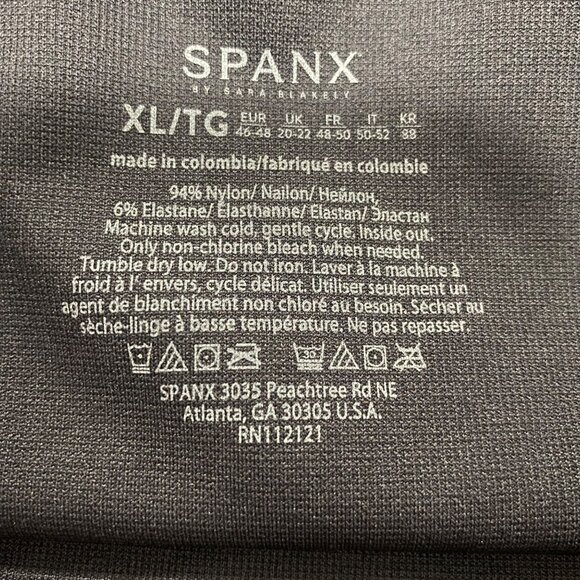 SPANX
BY SARA BLAKELY
XL/TG EUR UK FR IT KR
46-48 20-22 48-50 50-52 88
made in colombia/fabriqué en colombie
94% Nylon/ Nailon/ Нейлон,
6% Elastane/ Elasthanne/ Elastan/ Эластан
Machine wash cold, gentle cycle. Inside out.
Only non-chlorine bleach when needed.
Tumble dry low. Do not Iron. Laver à la machine à
froid à l' envers, cycle délicat. Utiliser seulement un
agent de blanchiment non chloré au besoin. Sécher au
sèche-linge à basse température. Ne pas repasser.
30
SPANX 3035 Peachtree Rd NE
Atlanta, GA 30305 U.S.A.
RN112121